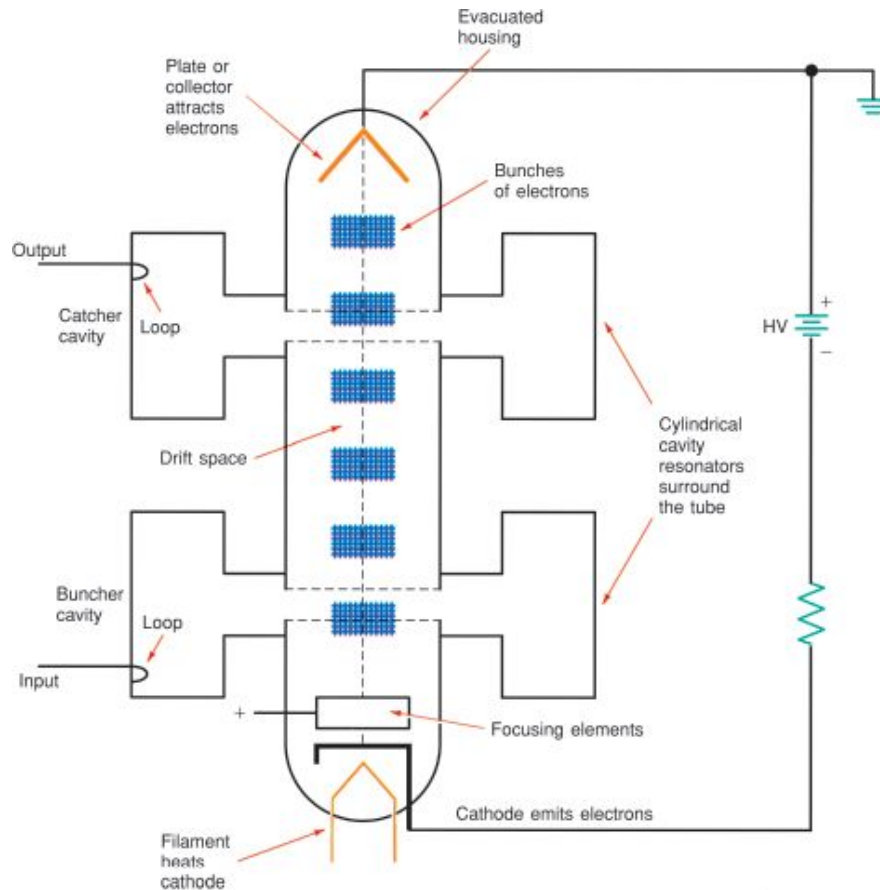 Evacuated
housing
Plate or
collector
attracts
electrons
Bunches
of electrons
Output
Catcher
cavity
Loop
+
HV
−
Cylindrical
cavity
resonators
surround
the tube
Drift space
Buncher
cavity
Loop
Input
+
Focusing elements
Cathode emits electrons
Filament
heats
cathode